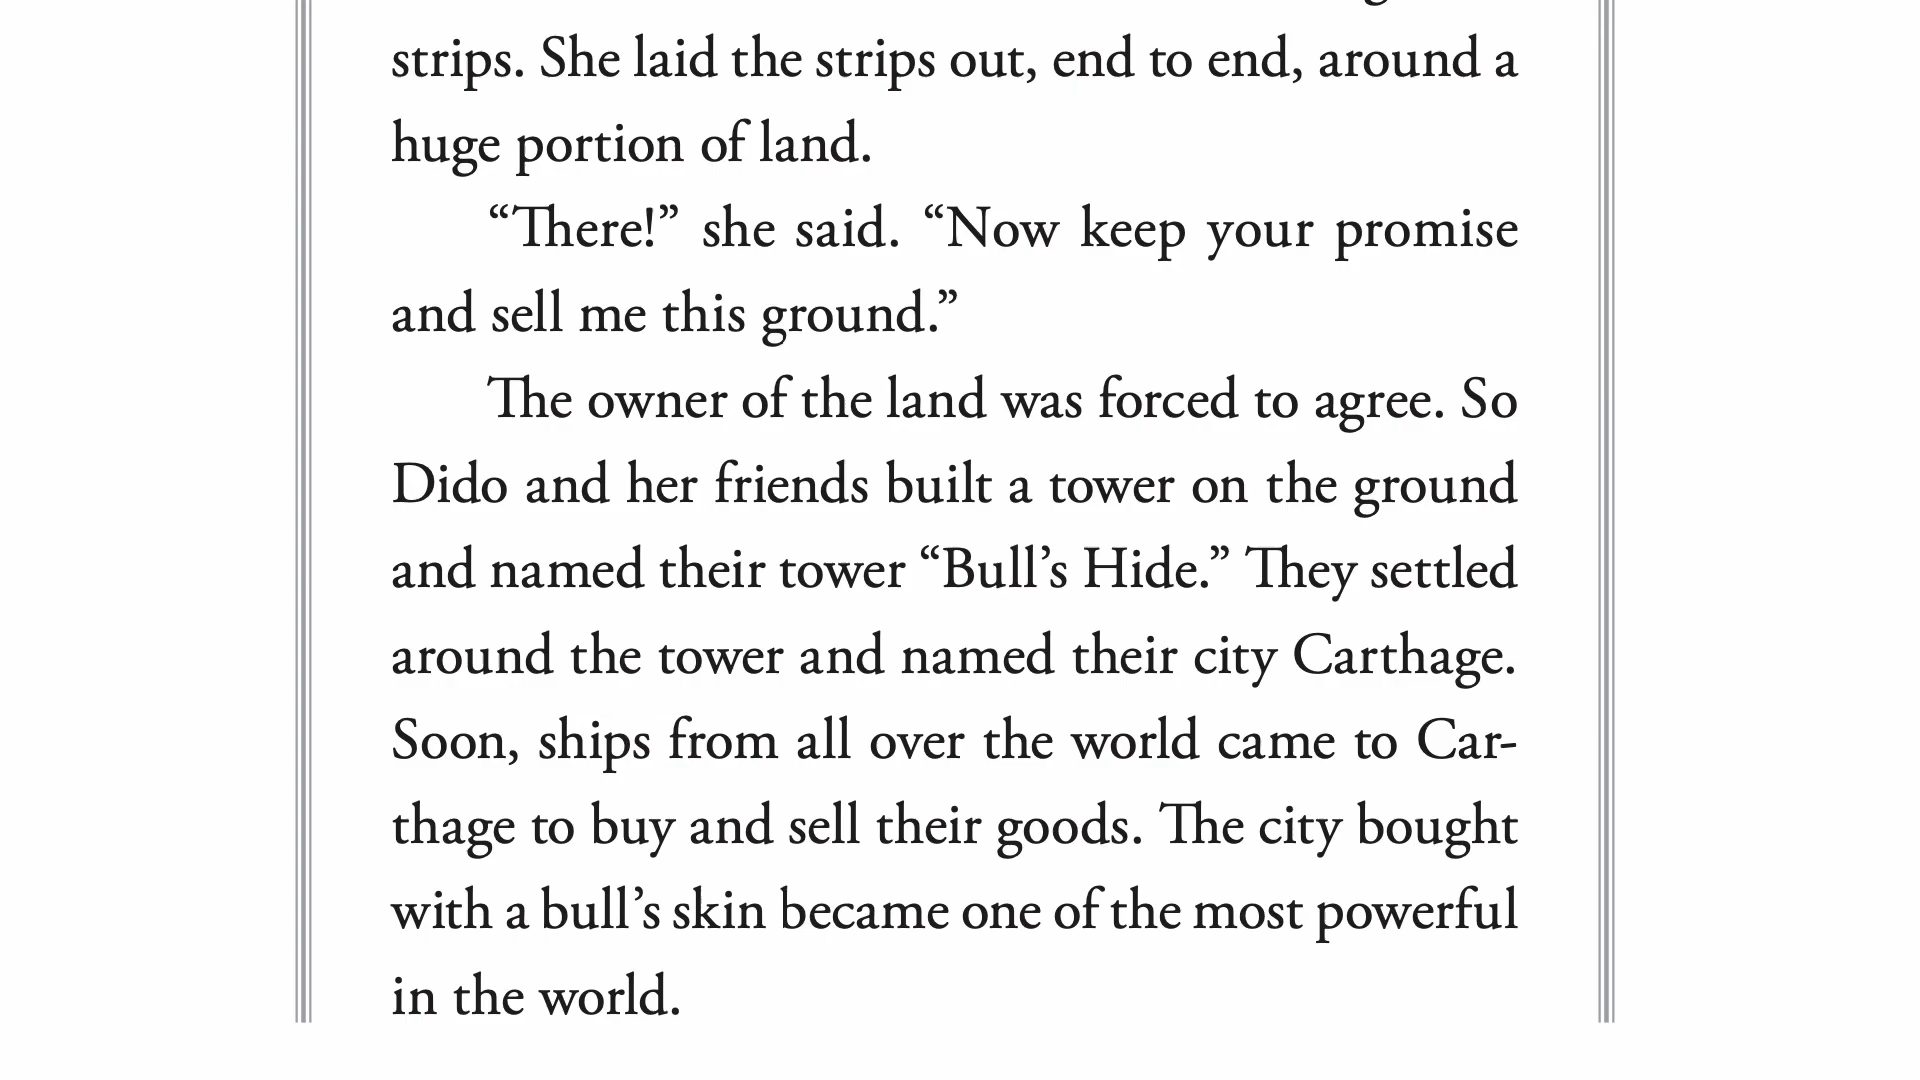 strips. She laid the strips out, end to end, around a
huge portion of land.
“There!” she said. “Now keep your promise
and sell me this ground.”
The owner of the land was forced to agree. So
Dido and her friends built a tower on the ground
and named their tower “Bull’s Hide.” They settled
around the tower and named their city Carthage.
Soon, ships from all over the world came to Car-
thage to buy and sell their goods. The city bought
with a bull’s skin became one of the most powerful
in the world.